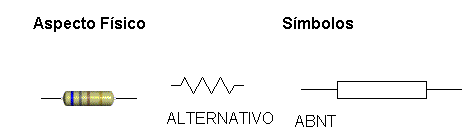 Aspecto Físico
Símbolos
ALTERNATIVO
ABNT